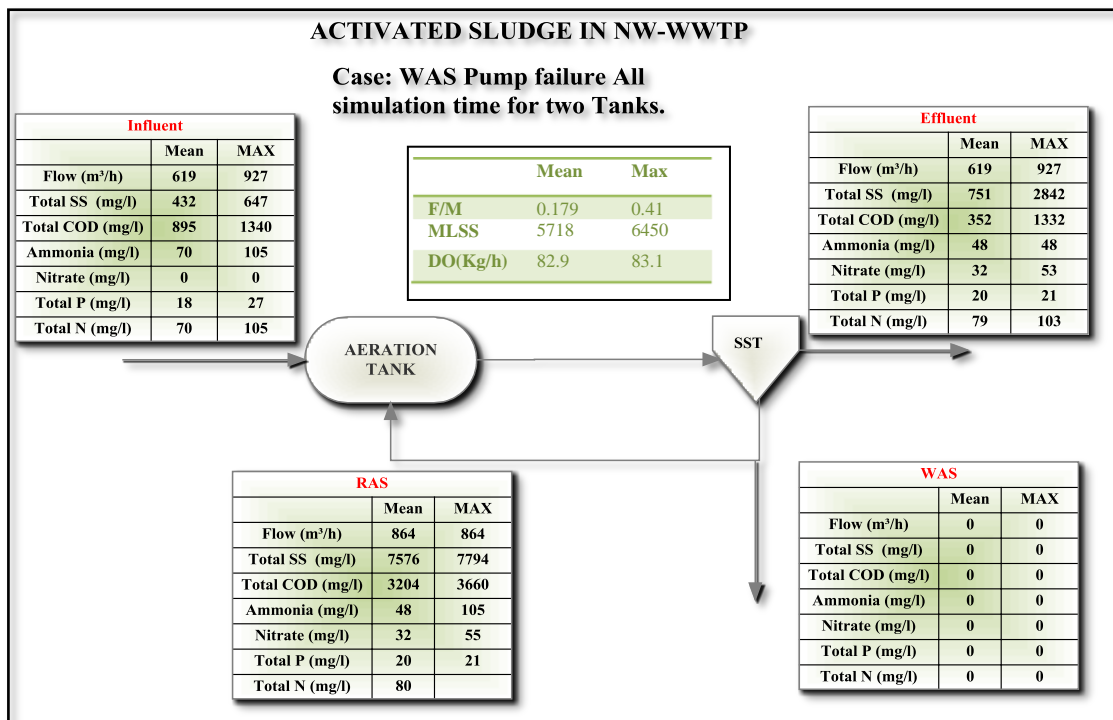 ACTIVATED SLUDGE IN NW-WWTP
Case: WAS Pump failure All
simulation time for two Tanks.
Influent
Mean MAX
Flow (m³/h) 619 927
Total SS (mg/l) 432 647
Total COD (mg/l) 895 1340
Ammonia (mg/l) 70 105
Nitrate (mg/l) 0 0
Total P (mg/l) 18 27
Total N (mg/l) 70 105
Mean Max
F/M 0.179 0.41
MLSS 5718 6450
DO(Kg/h) 82.9 83.1
Effluent
Mean MAX
Flow (m³/h) 619 927
Total SS (mg/l) 751 2842
Total COD (mg/l) 352 1332
Ammonia (mg/l) 48 48
Nitrate (mg/l) 32 53
Total P (mg/l) 20 21
Total N (mg/l) 79 103
AERATION
TANK
SST
RAS
Mean MAX
Flow (m³/h) 864 864
Total SS (mg/l) 7576 7794
Total COD (mg/l) 3204 3660
Ammonia (mg/l) 48 105
Nitrate (mg/l) 32 55
Total P (mg/l) 20 21
Total N (mg/l) 80
WAS
Mean MAX
Flow (m³/h) 0 0
Total SS (mg/l) 0 0
Total COD (mg/l) 0 0
Ammonia (mg/l) 0 0
Nitrate (mg/l) 0 0
Total P (mg/l) 0 0
Total N (mg/l) 0 0